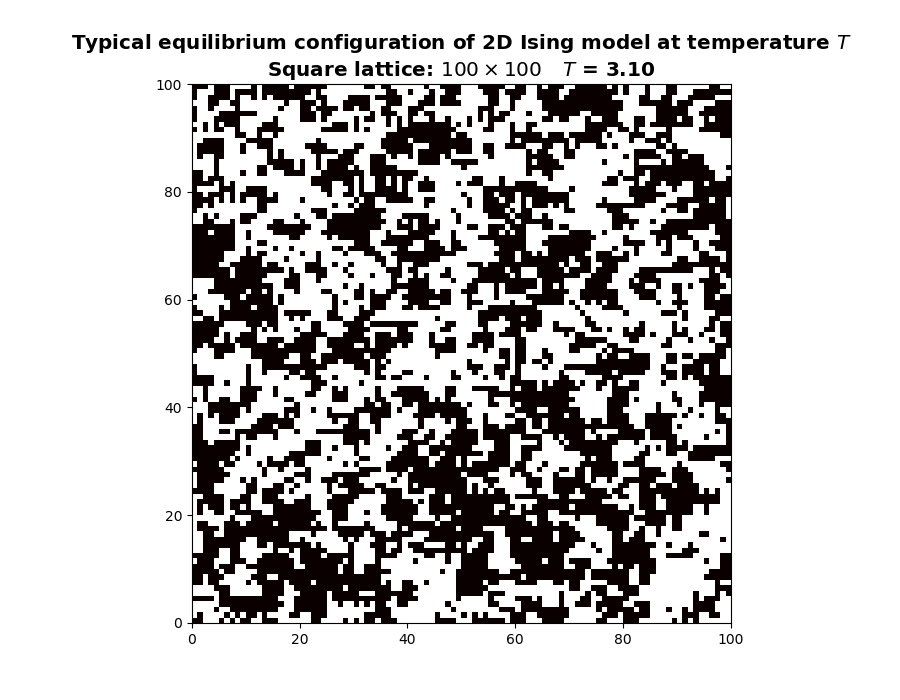 Typical equilibrium configuration of 2D Ising model at temperature T
Square lattice: 100 × 100 T = 3.10
100
80
60
40
20
0
0 20 40 60 80 100